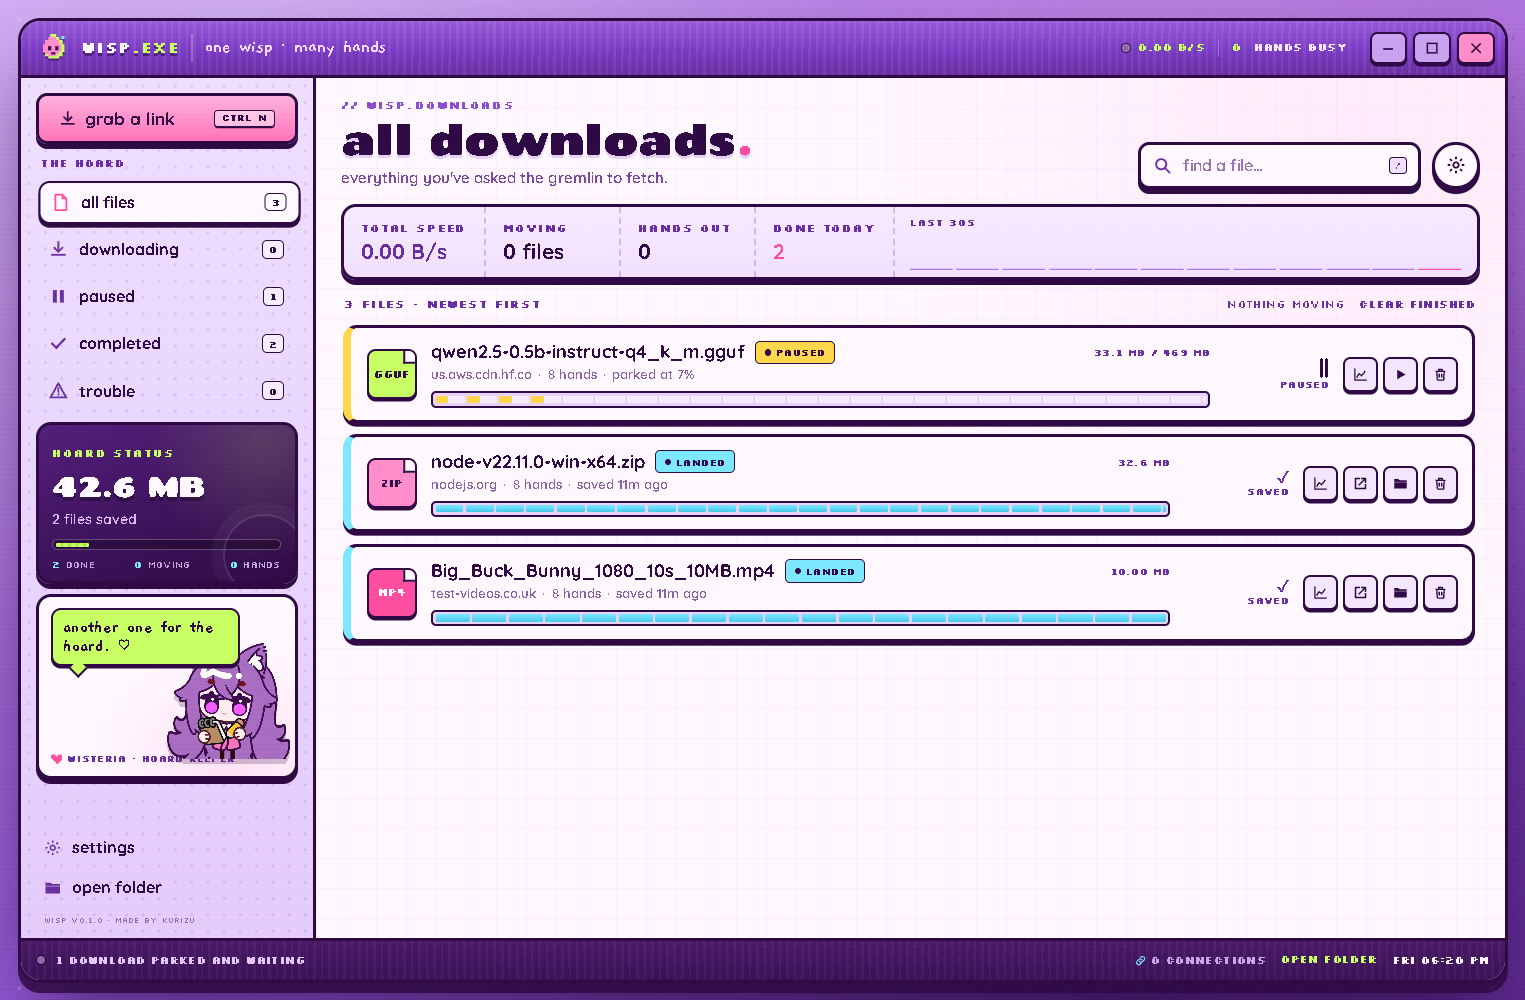 WISP.EXE one wisp · many hands
0.00 B/S 0 HANDS BUSY
grab a link CTRL N
THE HOARD
all files 3
downloading 0
paused 1
completed 2
trouble 0
HOARD STATUS
42.6 MB
2 files saved
2 DONE 0 MOVING 0 HANDS
another one for the
hoard. ♡
WISTERIA · HOARD KEEPER
settings
open folder
WISP V0.1.0 · MADE BY KURIZU
// WISP.DOWNLOADS
all downloads.
everything you've asked the gremlin to fetch.
find a file... /
TOTAL SPEED
0.00 B/s
MOVING
0 files
HANDS OUT
0
DONE TODAY
2
LAST 30S
3 FILES · NEWEST FIRST
NOTHING MOVING CLEAR FINISHED
GGUF
qwen2.5-0.5b-instruct-q4_k_m.gguf PAUSED
us.aws.cdn.hf.co · 8 hands · parked at 7%
33.1 MB / 469 MB
PAUSED
ZIP
node-v22.11.0-win-x64.zip LANDED
nodejs.org · 8 hands · saved 11m ago
32.6 MB
SAVED
MP4
Big_Buck_Bunny_1080_10s_10MB.mp4 LANDED
test-videos.co.uk · 8 hands · saved 11m ago
10.00 MB
SAVED
1 DOWNLOAD PARKED AND WAITING
0 CONNECTIONS OPEN FOLDER FRI 06:20 PM